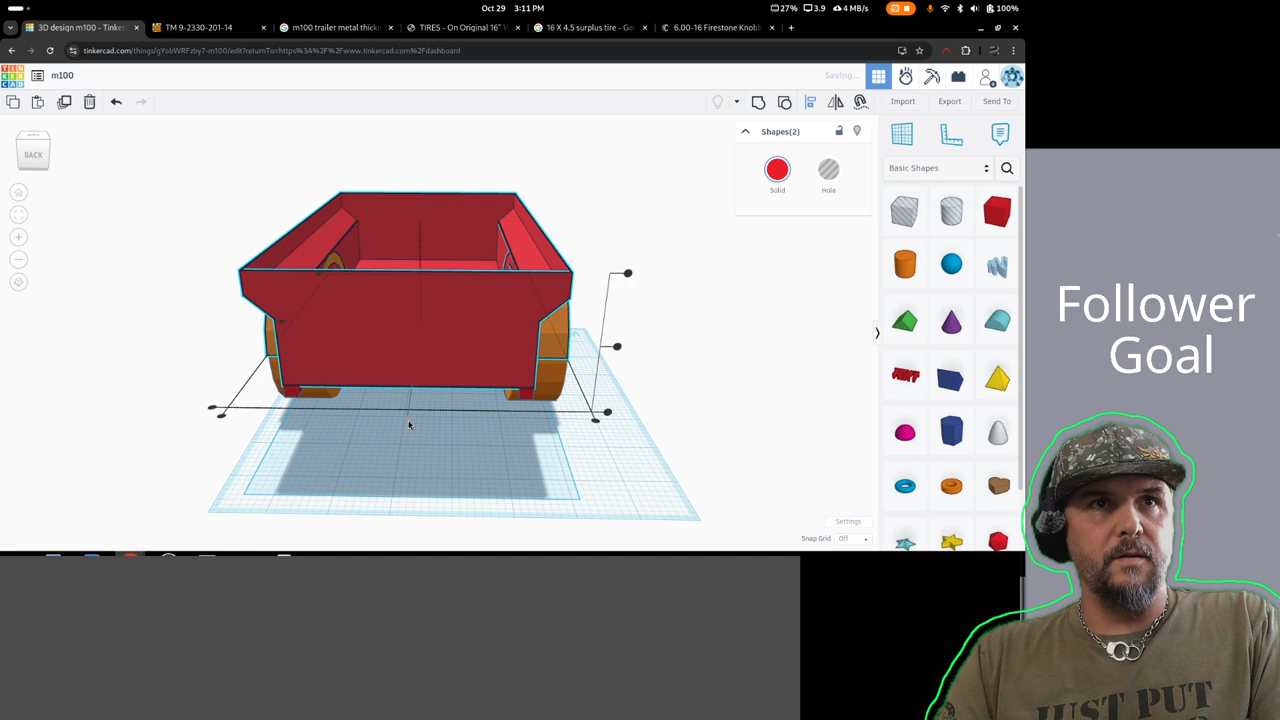 Oct 29 3:11 PM
27% 3.9 4 MB/s 100%
3D design m100 - Tinker
TM 9-2330-201-14
m100 trailer metal thick
TIRES - On Original 16"
16 X 4.5 surplus tire - Go
6.00-16 Firestone Knobb
tinkercad.com/things/gYobWRFzby7-m100/edit?returnTo=https%3A%2F%2Fwww.tinkercad.com%2Fdashboard
m100
Saving...
Import Export Send To
BACK
Shapes(2)
Solid Hole
Basic Shapes
Settings
Snap Grid Off
Follower
Goal
JUST PUT